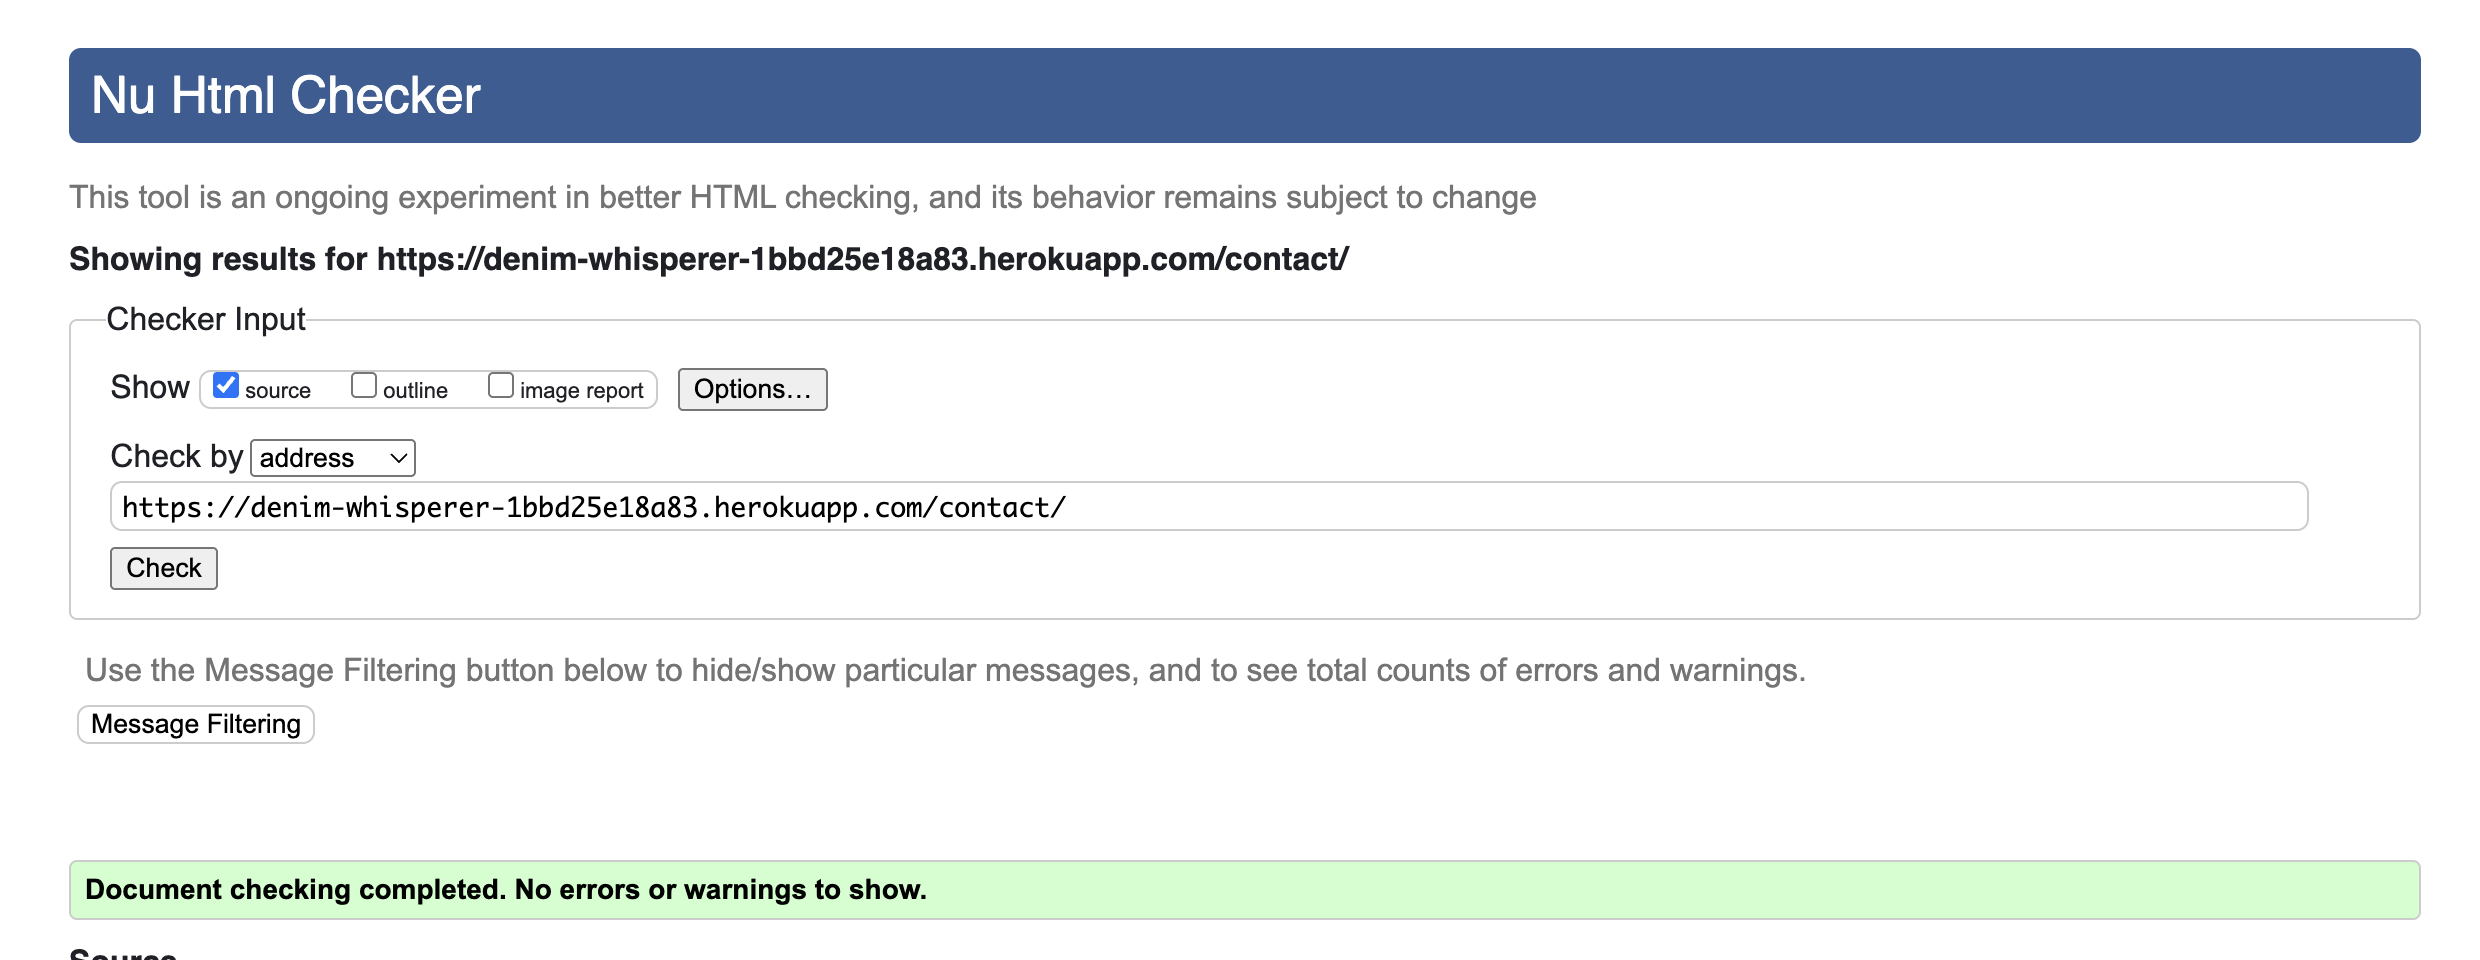 Nu Html Checker
This tool is an ongoing experiment in better HTML checking, and its behavior remains subject to change
Showing results for https://denim-whisperer-1bbd25e18a83.herokuapp.com/contact/
Checker Input
Show source outline image report Options...
Check by address
https://denim-whisperer-1bbd25e18a83.herokuapp.com/contact/
Check
Use the Message Filtering button below to hide/show particular messages, and to see total counts of errors and warnings.
Message Filtering
Document checking completed. No errors or warnings to show.
Source